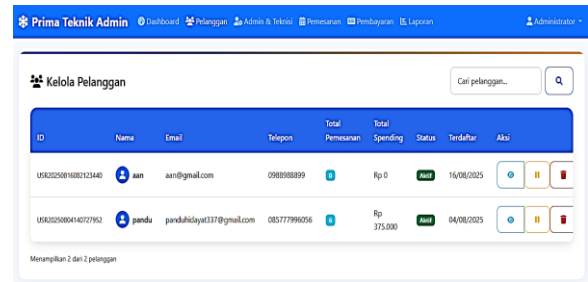 Prima Teknik Admin Dashboard Pelanggan Admin & Teknisi Pemesanan Pembayaran Laporan Administrator
Kelola Pelanggan Cari pelanggan...
ID Nama Email Telepon Total Pemesanan Total Spending Status Terdaftar Aksi
USR20250816082123440 aan aan@gmail.com 0988988899 0 Rp 0 Aktif 16/08/2025
USR20250804140727952 pandu panduhidayat337@gmail.com 085777996056 6 Rp 375.000 Aktif 04/08/2025
Menampilkan 2 dari 2 pelanggan